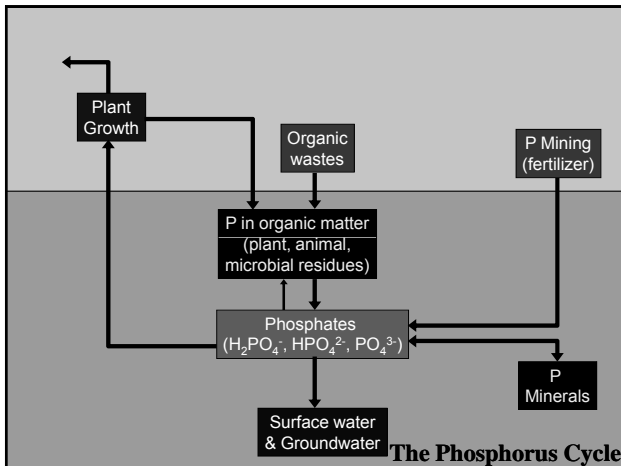 Plant
Growth
Organic
wastes
P Mining
(fertilizer)
P in organic matter
(plant, animal,
microbial residues)
Phosphates
(H₂PO₄⁻, HPO₄²⁻, PO₄³⁻)
P
Minerals
Surface water
& Groundwater
The Phosphorus Cycle